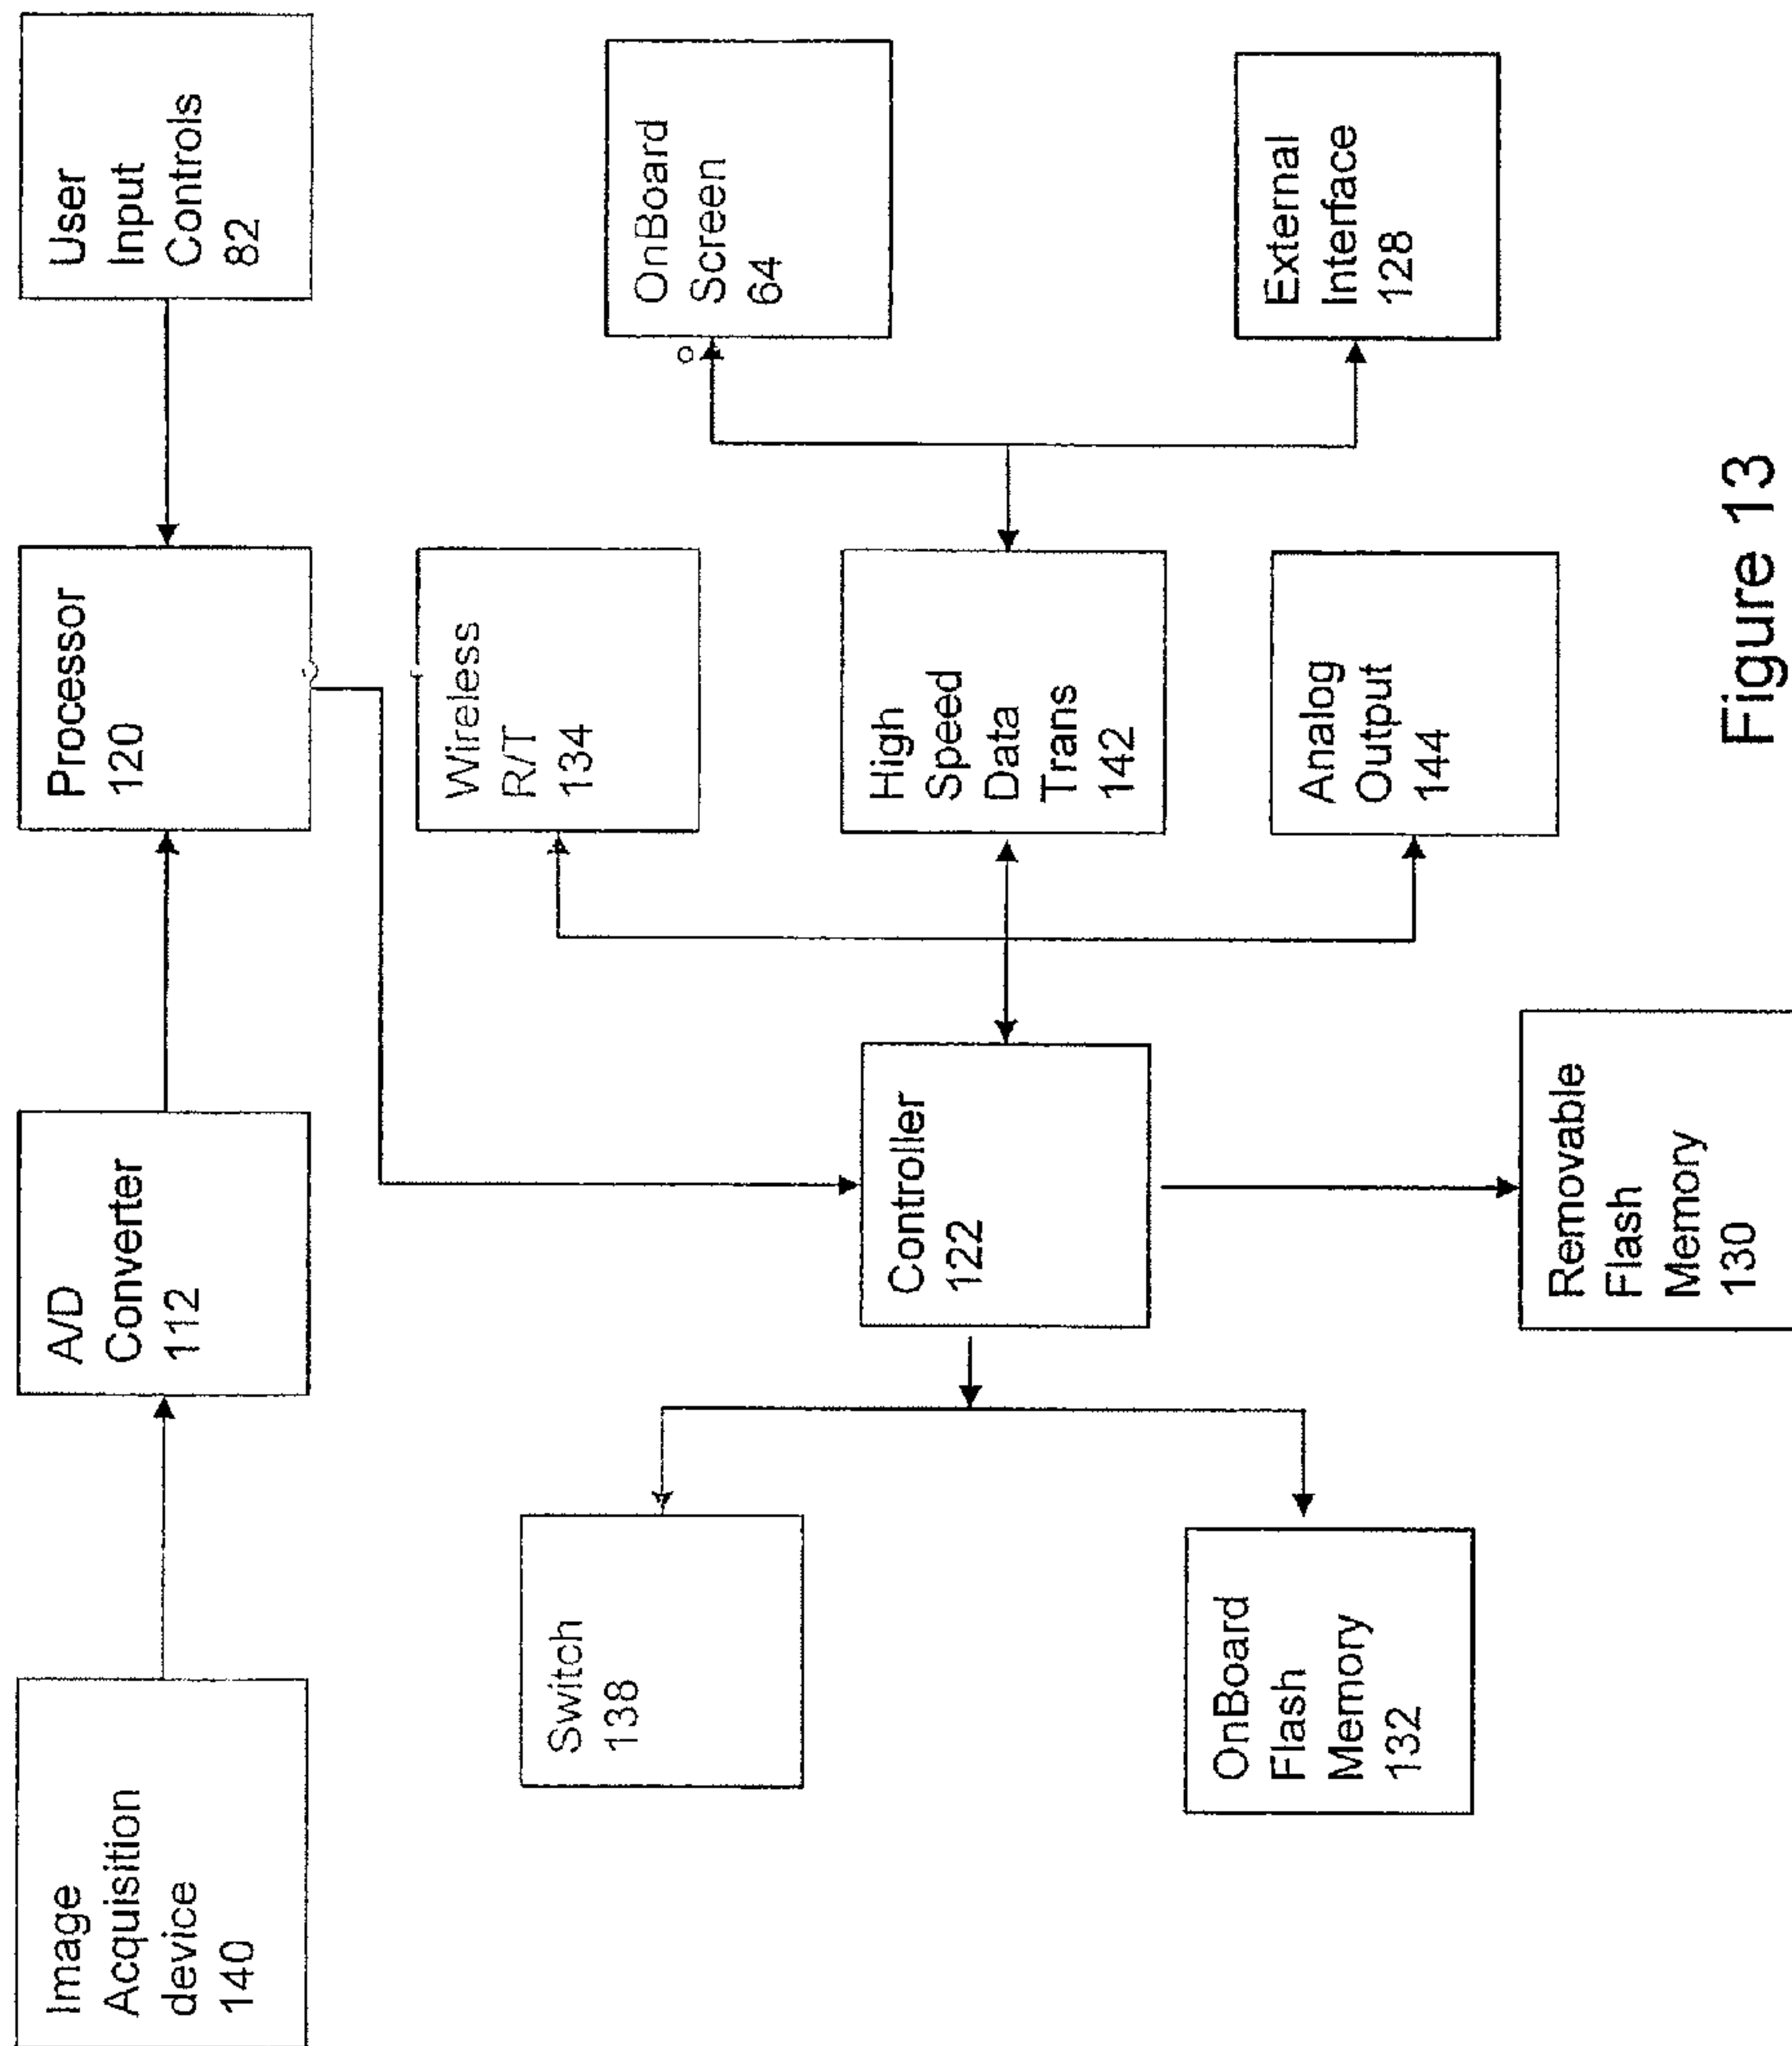 Image
Acquisition
device
140
A/D
Converter
112
Processor
120
User
Input
Controls
82
Wireless
R/T
134
Switch
138
OnBoard
Screen
64
Controller
122
High
Speed
Data
Trans
142
OnBoard
Flash
Memory
132
External
Interface
128
Analog
Output
144
Removable
Flash
Memory
130
Figure 13